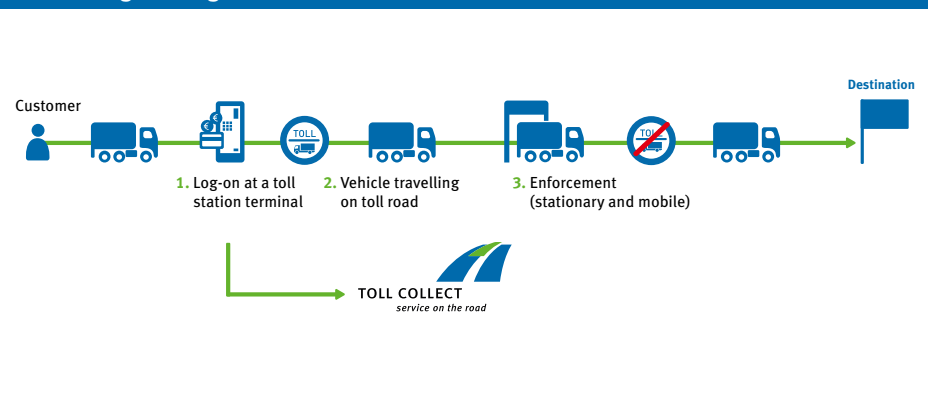 Destination
Customer
TOLL
TOLL
1. Log-on at a toll
station terminal
2. Vehicle travelling
on toll road
3. Enforcement
(stationary and mobile)
TOLL COLLECT
service on the road